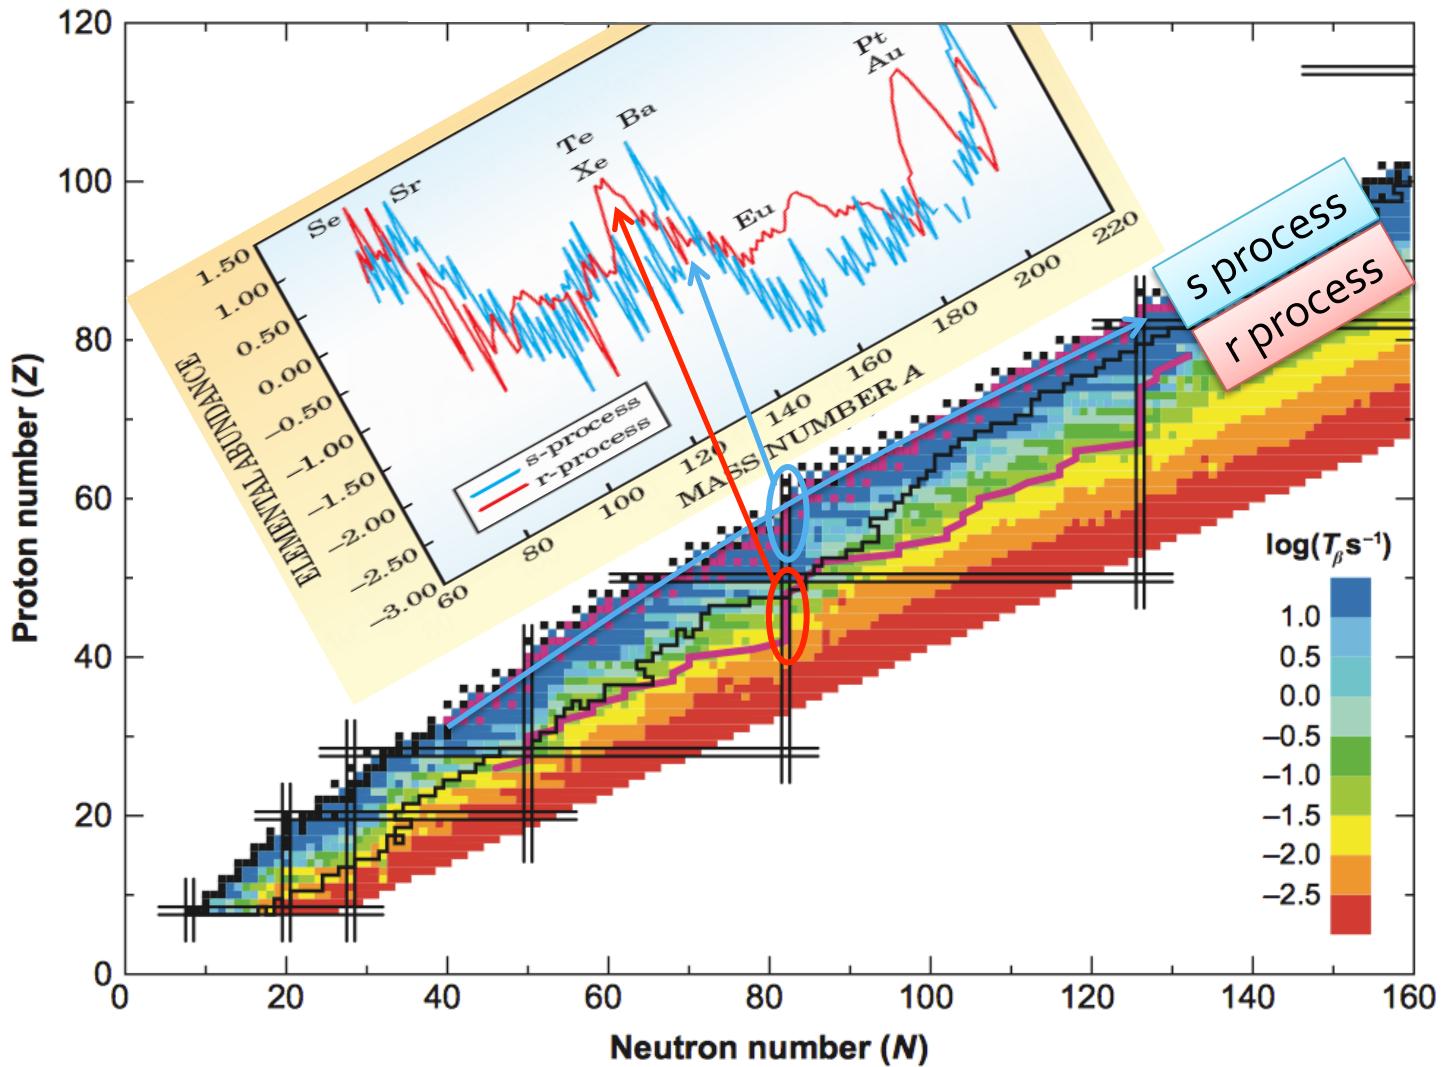 120
100
80
60
40
20
0
Proton number (Z)
0 20 40 60 80 100 120 140 160
Neutron number (N)
1.50
1.00
0.50
0.00
–0.50
–1.00
–1.50
–2.00
–2.50
–3.00
ELEMENTAL ABUNDANCE
60 80 100 120 140 160 180 200 220
MASS NUMBER A
Se
Sr
Te
Xe
Ba
Eu
Pt
Au
s-process
r-process
s process
r process
log(Tβs⁻¹)
1.0
0.5
0.0
–0.5
–1.0
–1.5
–2.0
–2.5